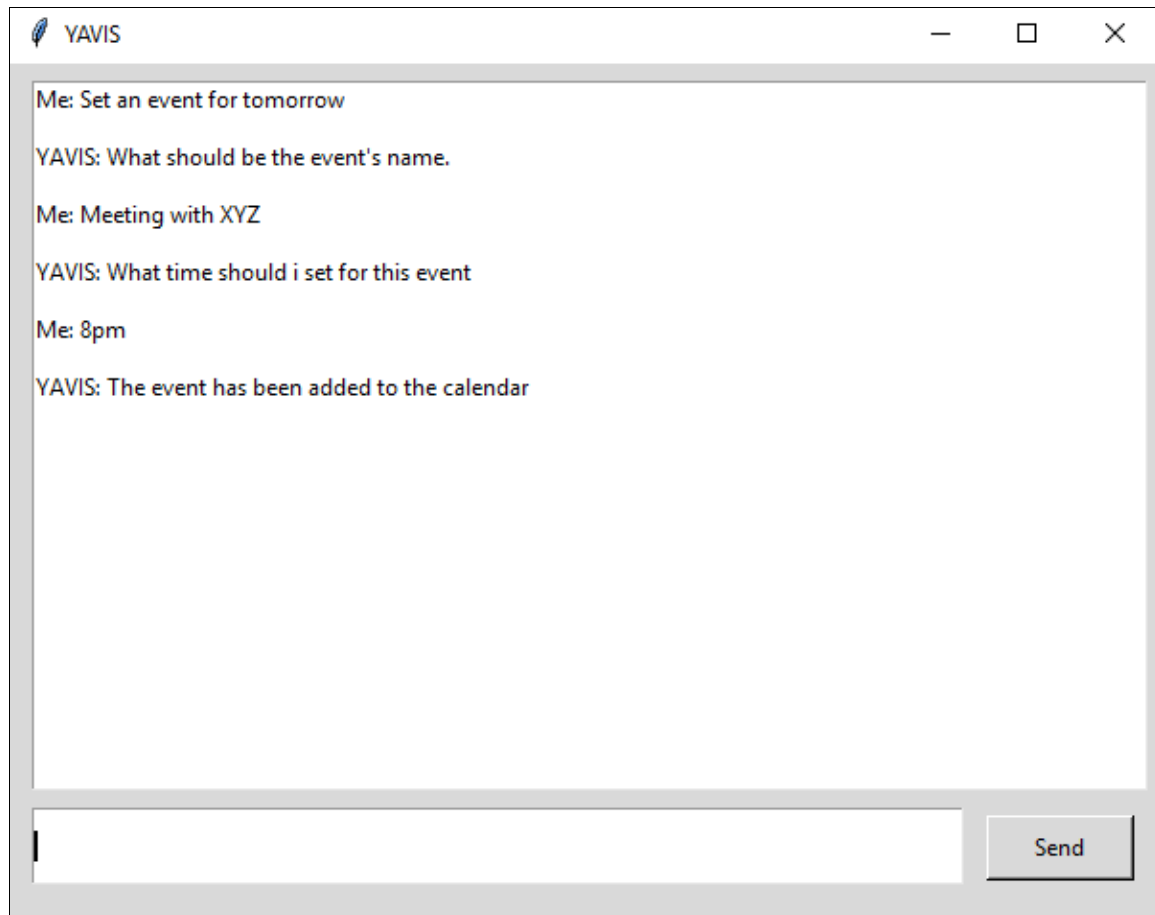 YAVIS
Me: Set an event for tomorrow
YAVIS: What should be the event's name.
Me: Meeting with XYZ
YAVIS: What time should i set for this event
Me: 8pm
YAVIS: The event has been added to the calendar
Send